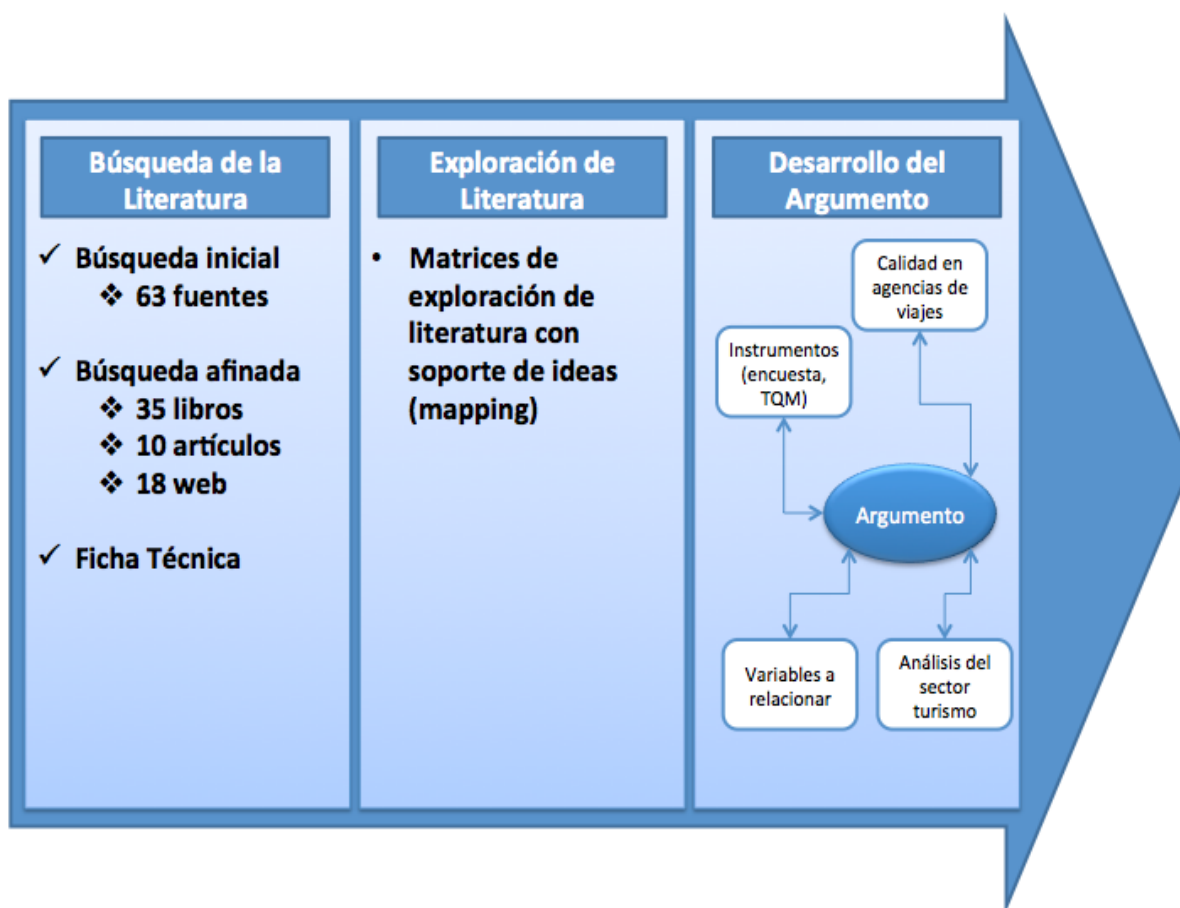 Búsqueda de la
Literatura
✓ Búsqueda inicial
❖ 63 fuentes
✓ Búsqueda afinada
❖ 35 libros
❖ 10 artículos
❖ 18 web
✓ Ficha Técnica
Exploración de
Literatura
• Matrices de
exploración de
literatura con
soporte de ideas
(mapping)
Desarrollo del
Argumento
Calidad en
agencias de
viajes
Instrumentos
(encuesta,
TQM)
Argumento
Variables a
relacionar
Análisis del
sector
turismo